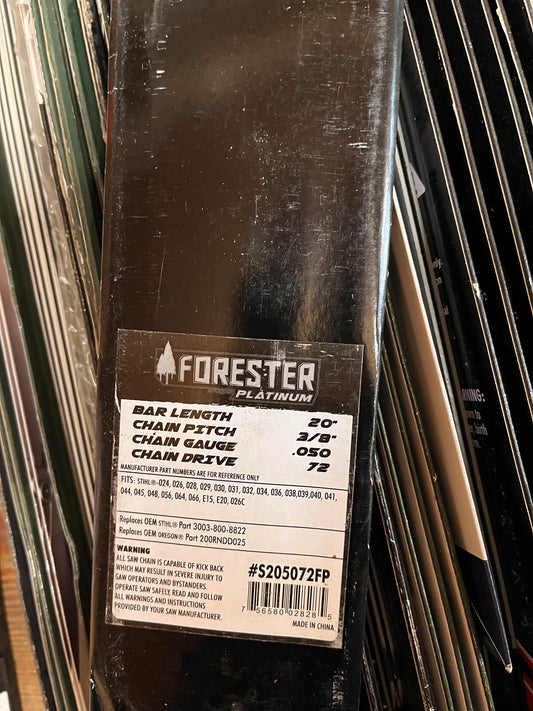 FORESTER
PLATINUM
BAR LENGTH 20"
CHAIN PITCH 3/8"
CHAIN GAUGE .050
CHAIN DRIVE 72
MANUFACTURER PART NUMBERS ARE FOR REFERENCE ONLY
FITS: STIHL®-024, 026, 028, 029, 030, 031, 032, 034, 036, 038,039,040, 041,
044, 045, 048, 056, 064, 066, E15, E20, 026C
Replaces OEM STIHL® Part 3003-800-8822
Replaces OEM OREGON® Part 200RNDD025
WARNING
ALL SAW CHAIN IS CAPABLE OF KICK BACK
WHICH MAY RESULT IN SEVERE INJURY TO
SAW OPERATORS AND BYSTANDERS.
OPERATE SAW SAFELY, READ AND FOLLOW
ALL WARNINGS AND INSTRUCTIONS
PROVIDED BY YOUR SAW MANUFACTURER.
#S205072FP
7 56580 02828 5
MADE IN CHINA
RNING: